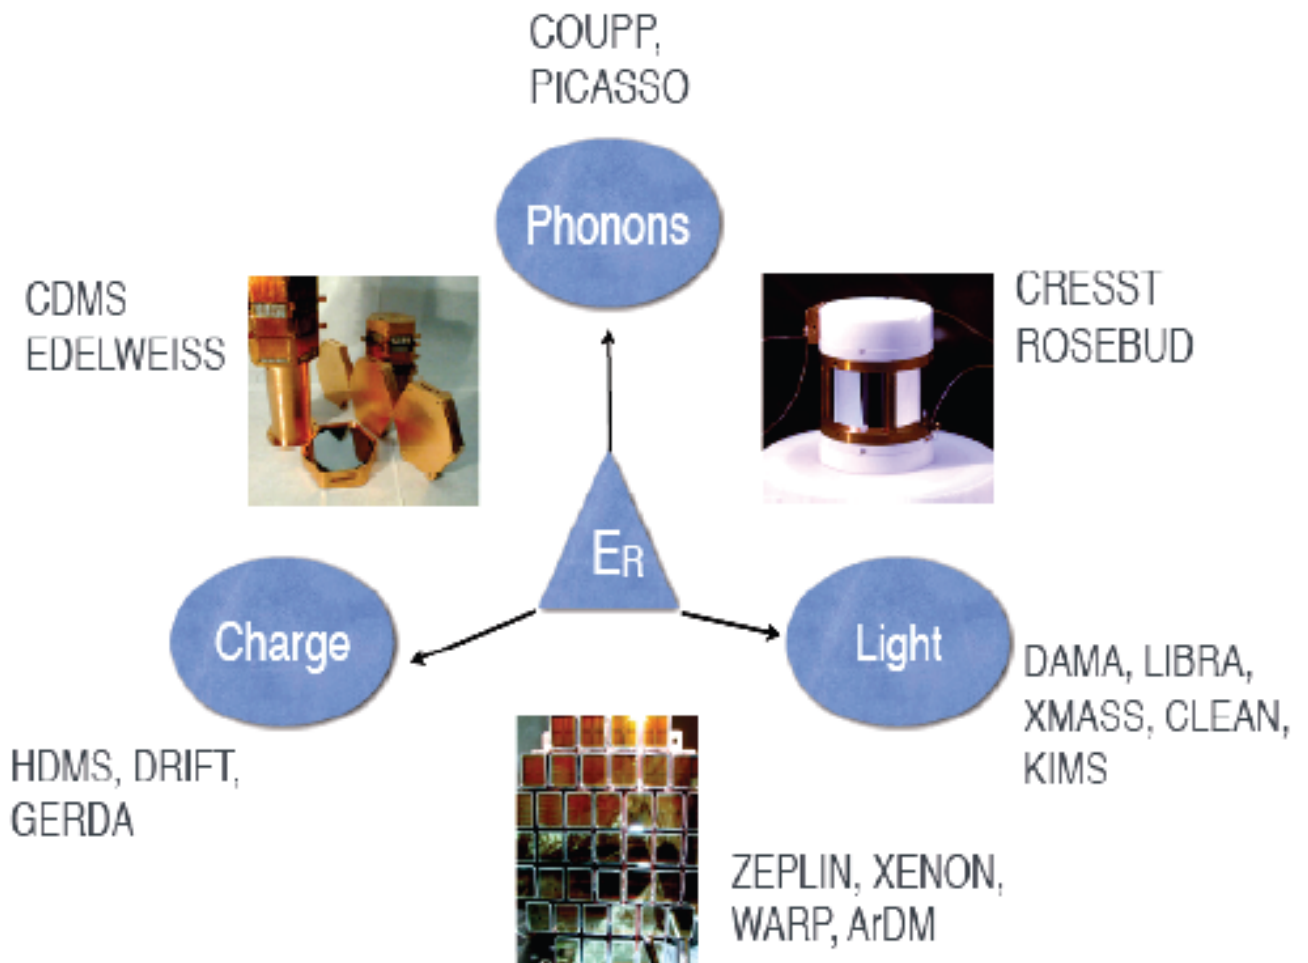 COUPP,
PICASSO
Phonons
CDMS
EDELWEISS
CRESST
ROSEBUD
ER
Charge
Light
DAMA, LIBRA,
XMASS, CLEAN,
KIMS
HDMS, DRIFT,
GERDA
ZEPLIN, XENON,
WARP, ArDM